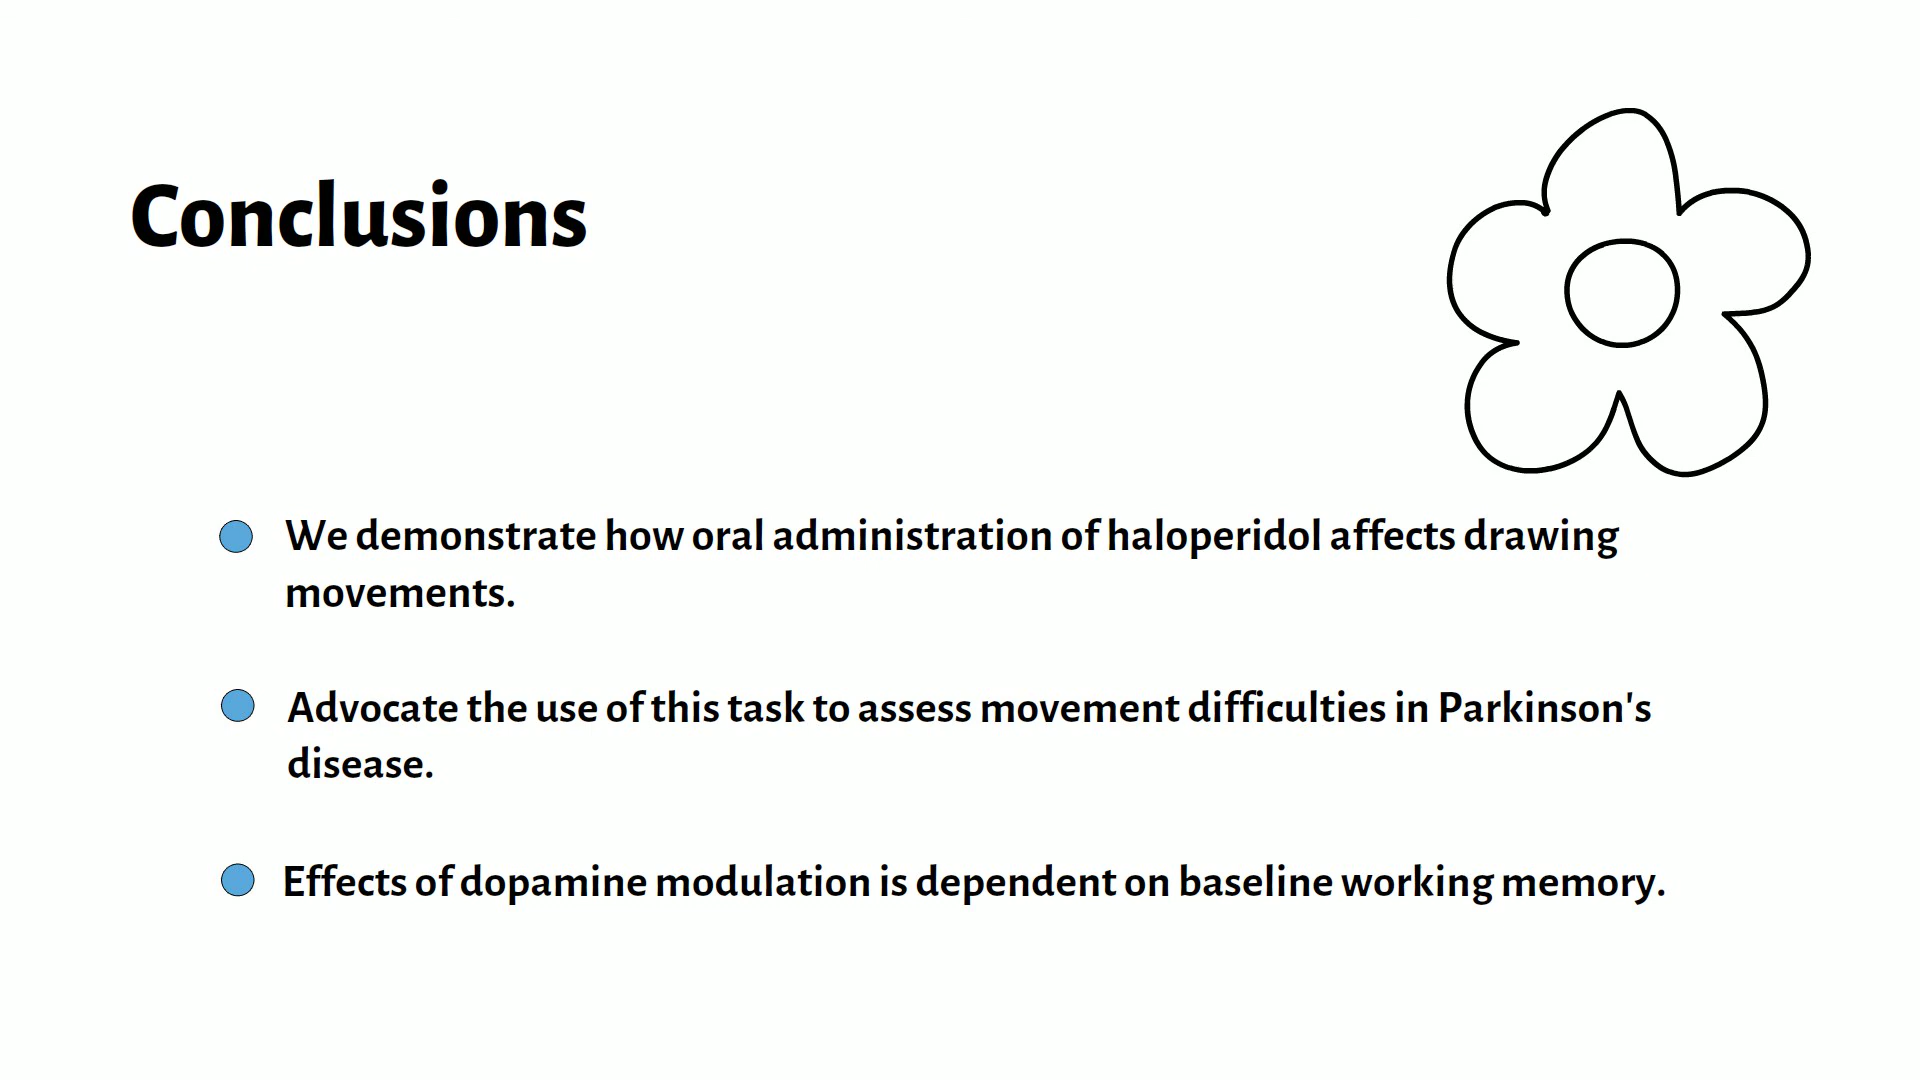 Conclusions
We demonstrate how oral administration of haloperidol affects drawing
movements.
Advocate the use of this task to assess movement difficulties in Parkinson's
disease.
Effects of dopamine modulation is dependent on baseline working memory.